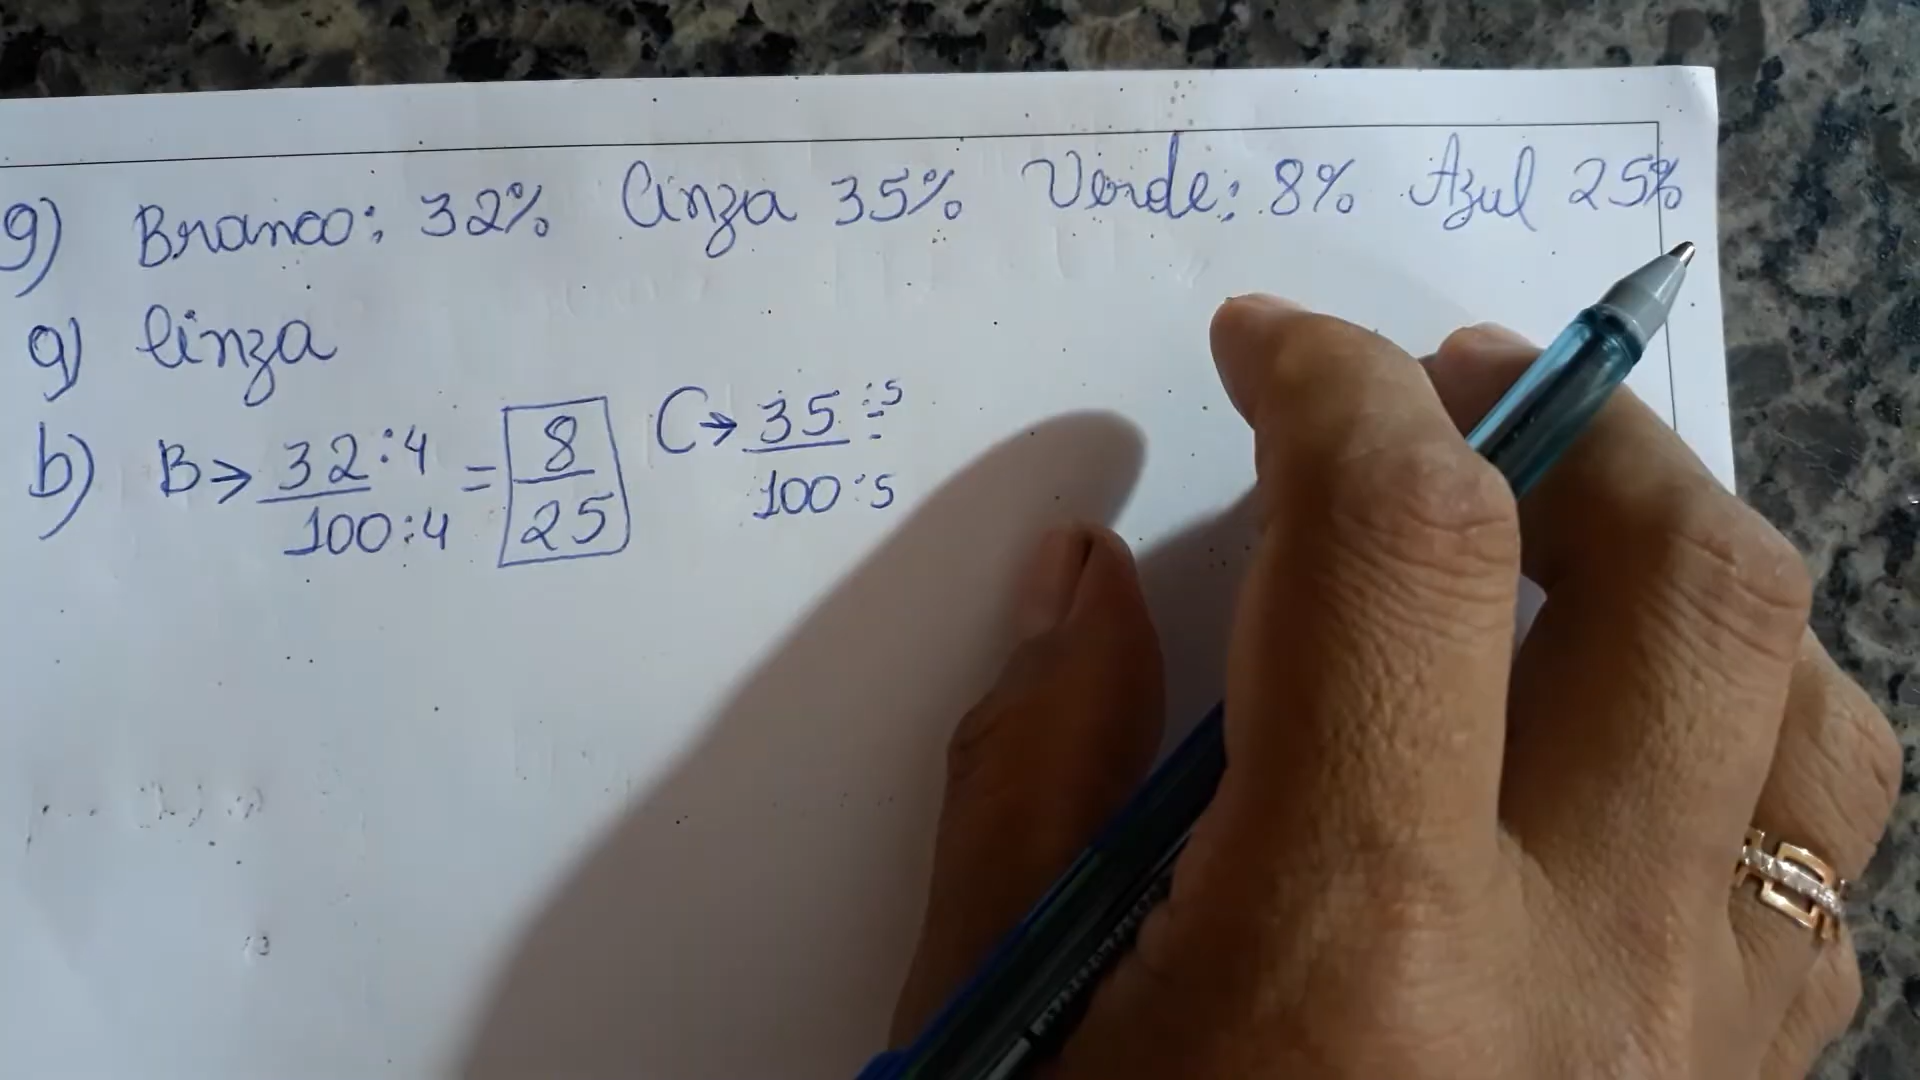 9) Branco: 32% Cinza 35% Verde: 8% Azul 25%
a) Cinza
b) B→ 32:4 / 100:4 = 8/25 C→ 35:5 / 100:5